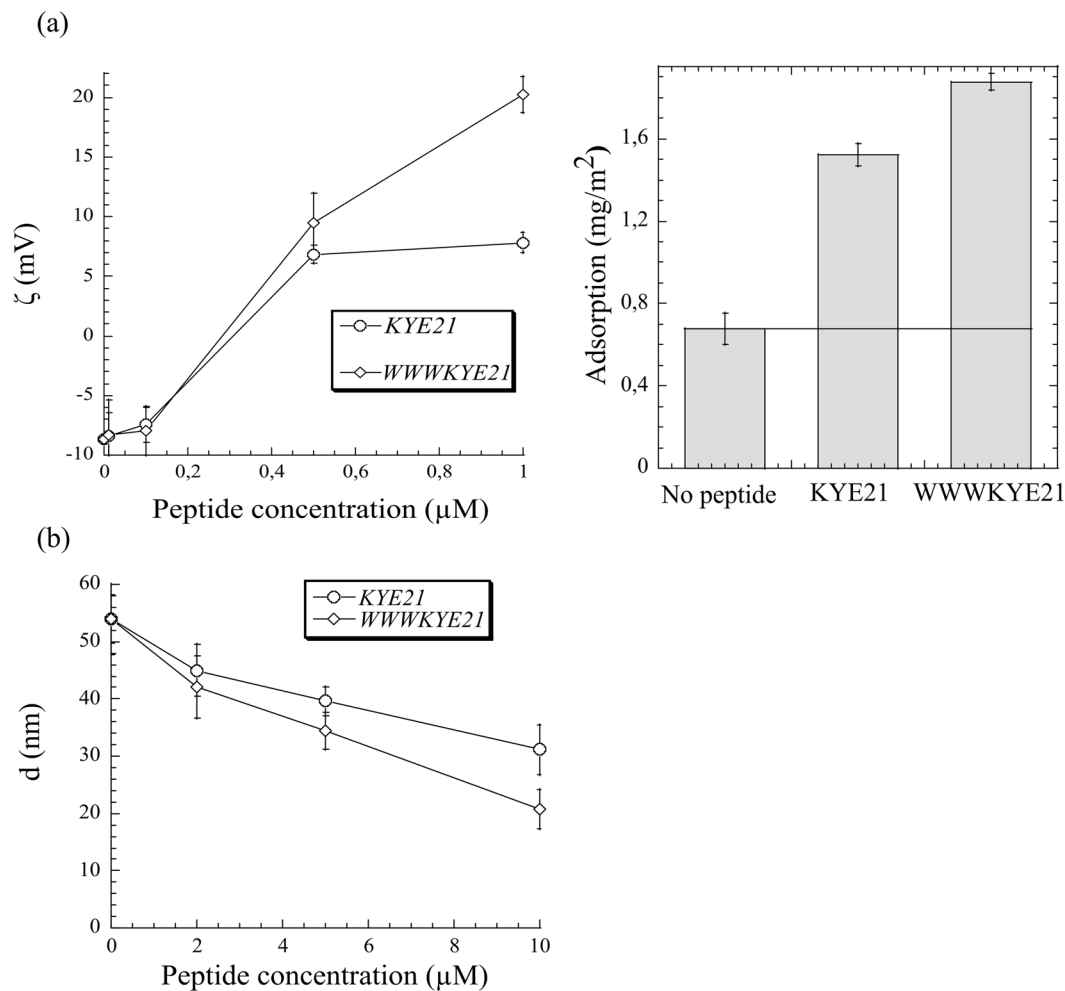 (a)
20
15
10
5
0
-5
-10
ζ (mV)
KYE21
WWWKYE21
0
0,2
0,4
0,6
0,8
1
Peptide concentration (µM)
1,6
1,2
0,8
0,4
0
Adsorption (mg/m²)
No peptide
KYE21
WWWKYE21
(b)
60
50
40
30
20
10
0
d (nm)
KYE21
WWWKYE21
0
2
4
6
8
10
Peptide concentration (µM)